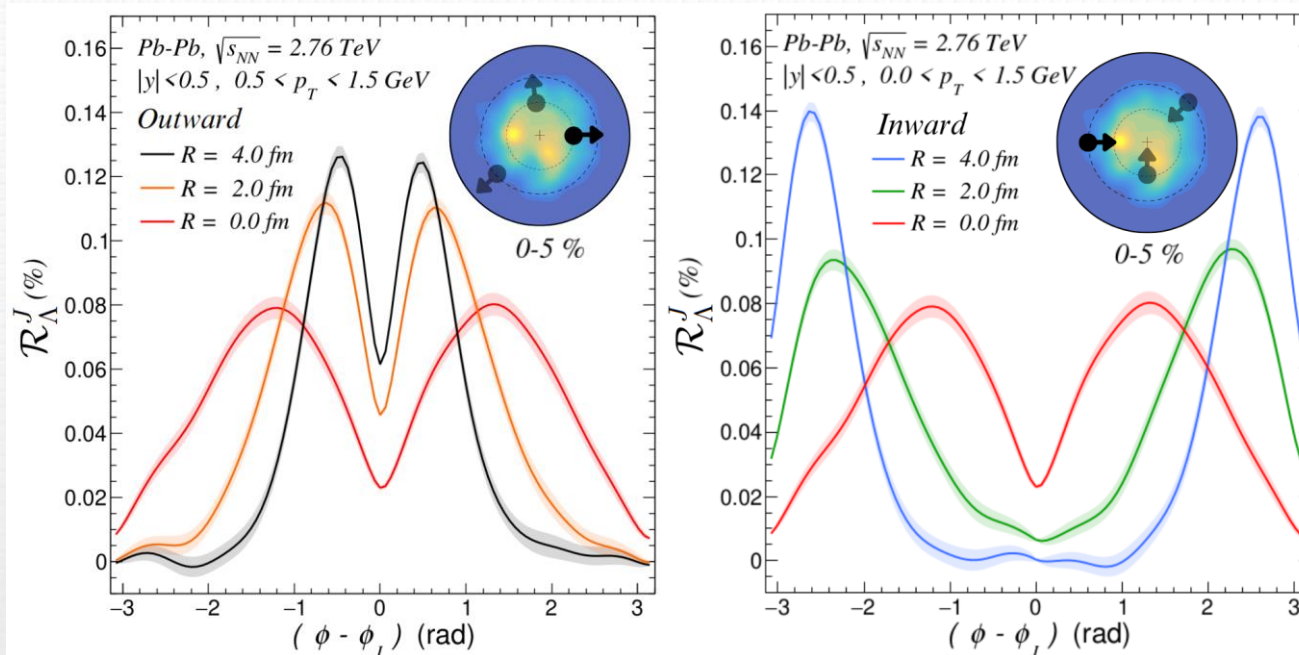 Pb-Pb, √s_NN = 2.76 TeV
|y|<0.5 , 0.5 < p_T < 1.5 GeV
Outward
R = 4.0 fm
R = 2.0 fm
R = 0.0 fm
0-5 %
0.16
0.14
0.12
0.1
0.08
0.06
0.04
0.02
0
R^J_Λ (%)
−3
−2
−1
0
1
2
3
( ϕ - ϕ_J ) (rad)
Pb-Pb, √s_NN = 2.76 TeV
|y|<0.5 , 0.0 < p_T < 1.5 GeV
Inward
R = 4.0 fm
R = 2.0 fm
R = 0.0 fm
0-5 %
0.16
0.14
0.12
0.1
0.08
0.06
0.04
0.02
0
R^J_Λ (%)
−3
−2
−1
0
1
2
3
( ϕ - ϕ_J ) (rad)